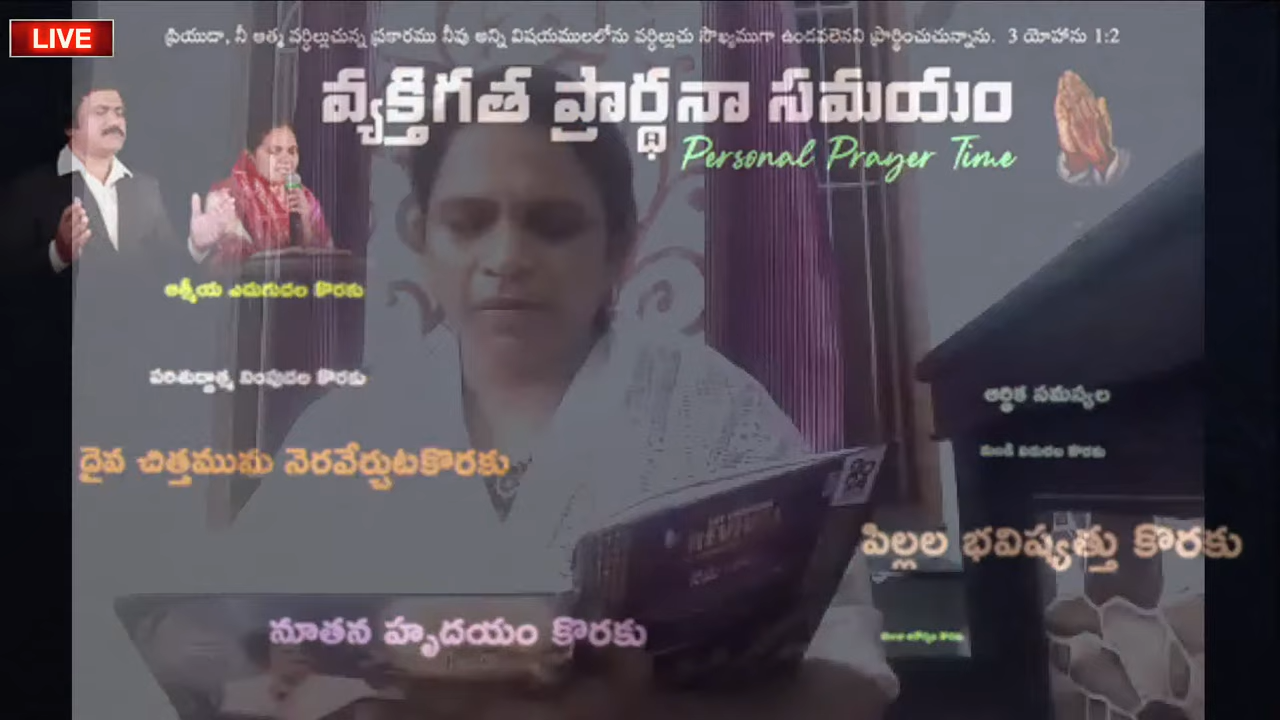 LIVE
ప్రియుడా, నీ ఆత్మ వర్ధిల్లుచున్న ప్రకారము నీవు అన్ని విషయములలోను వర్ధిల్లుచు సౌఖ్యముగా ఉండవలెనని ప్రార్థించుచున్నాను. 3 యోహాను 1:2
వ్యక్తిగత ప్రార్థనా సమయం
Personal Prayer Time
ఆత్మీయ ఎదుగుదల కొరకు
పరిశుద్ధాత్మ నింపుదల కొరకు
ఆర్థిక సమస్యల
నుండి విడుదల కొరకు
దైవ చిత్తమును నెరవేర్చుటకొరకు
పిల్లల భవిష్యత్తు కొరకు
నూతన హృదయం కొరకు